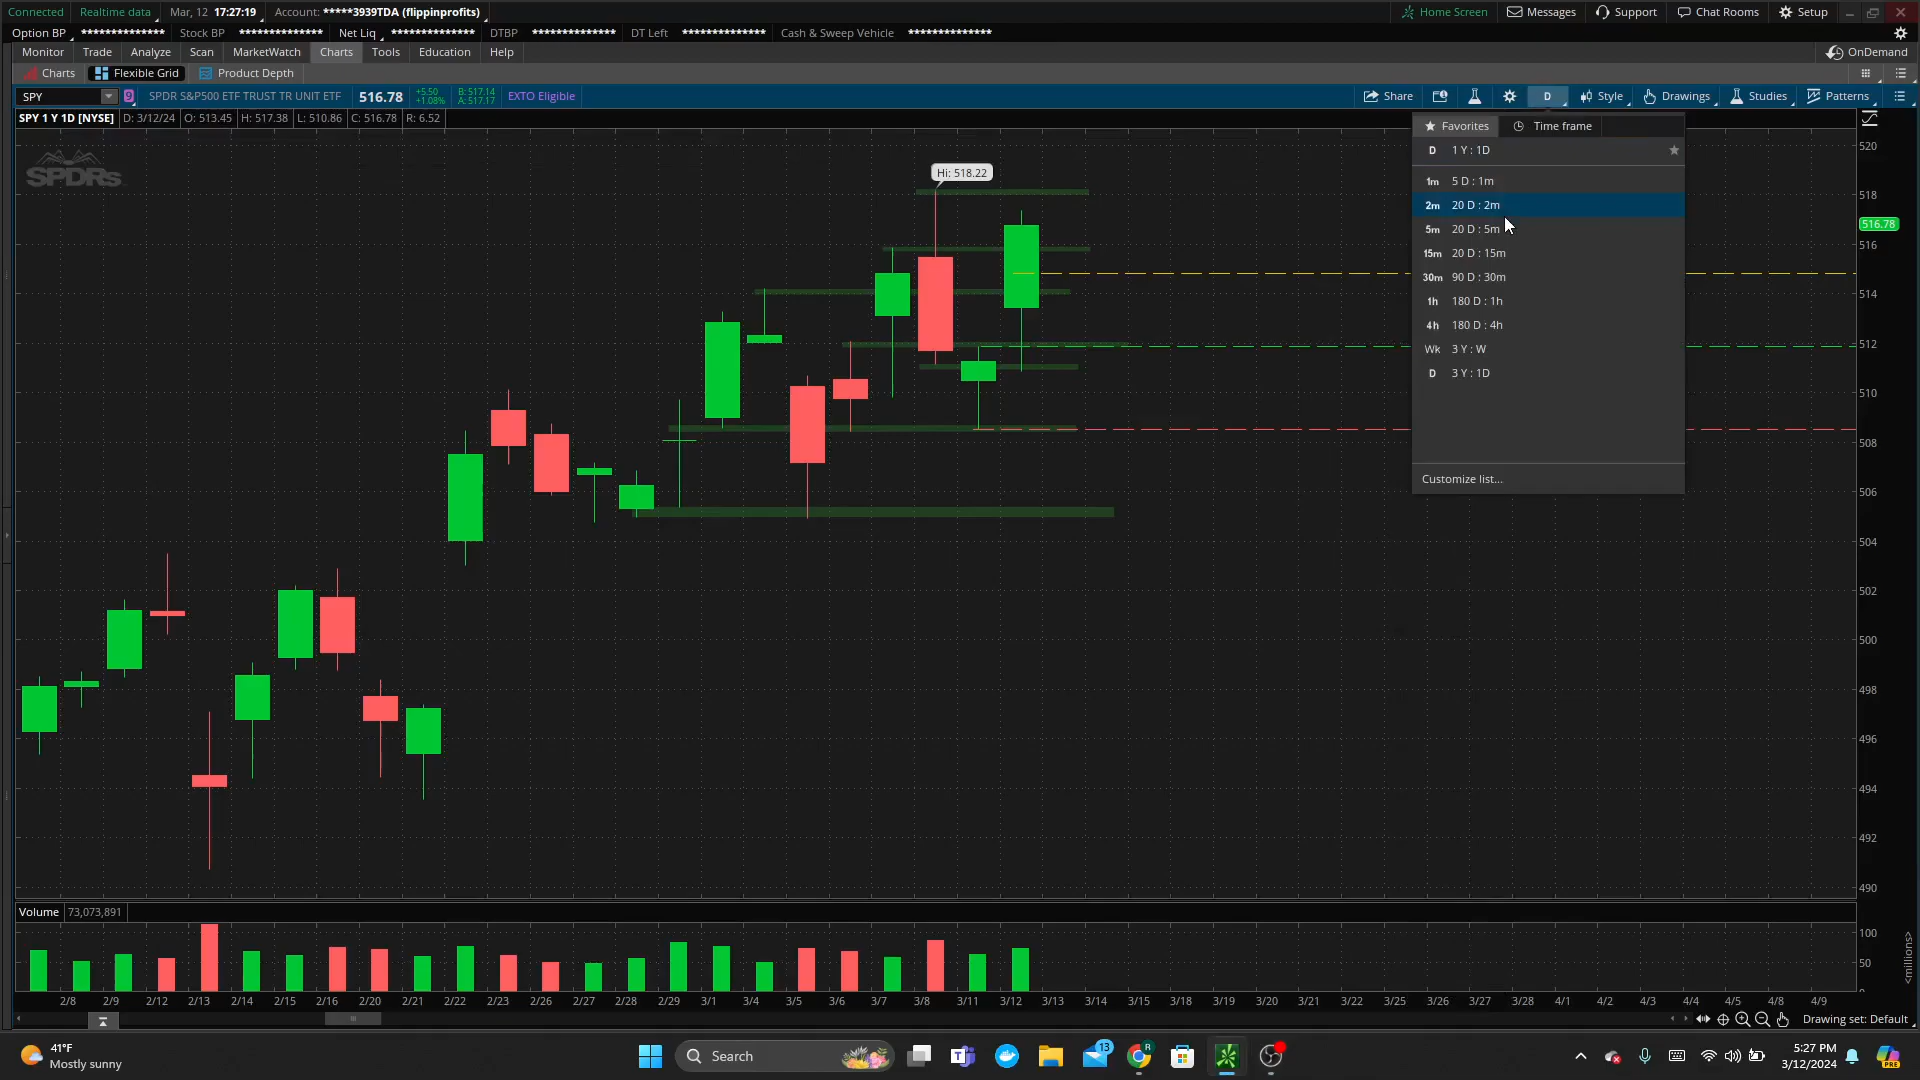 Connected Realtime data Mar, 12 17:27:19 Account: *****3939TDA (flippinprofits) Home Screen Messages Support Chat Rooms Setup
Option BP ************** Stock BP ************** Net Liq ************** DTBP ************** DT Left ************** Cash & Sweep Vehicle **************
Monitor Trade Analyze Scan MarketWatch Charts Tools Education Help OnDemand
Charts Flexible Grid Product Depth
SPY 9 SPDR S&P500 ETF TRUST TR UNIT ETF 516.78 +5.50 +1.08% B: 517.14 A: 517.17 EXTO Eligible Share D Style Drawings Studies Patterns
SPY 1 Y 1D [NYSE] D: 3/12/24 O: 513.45 H: 517.38 L: 510.86 C: 516.78 R: 6.52
SPDRs
Hi: 518.22
Favorites Time frame
D 1 Y : 1D
1m 5 D : 1m
2m 20 D : 2m
5m 20 D : 5m
15m 20 D : 15m
30m 90 D : 30m
1h 180 D : 1h
4h 180 D : 4h
Wk 3 Y : W
D 3 Y : 1D
Customize list...
520
518
516.78
516
514
512
510
508
506
504
502
500
498
496
494
492
490
Volume 73,073,891
100
50
<millions>
2/8 2/9 2/12 2/13 2/14 2/15 2/16 2/20 2/21 2/22 2/23 2/26 2/27 2/28 2/29 3/1 3/4 3/5 3/6 3/7 3/8 3/11 3/12 3/13 3/14 3/15 3/18 3/19 3/20 3/21 3/22 3/25 3/26 3/27 3/28 4/1 4/2 4/3 4/4 4/5 4/8 4/9
Drawing set: Default
41°F
Mostly sunny
Search
13
R
5:27 PM
3/12/2024
PRE